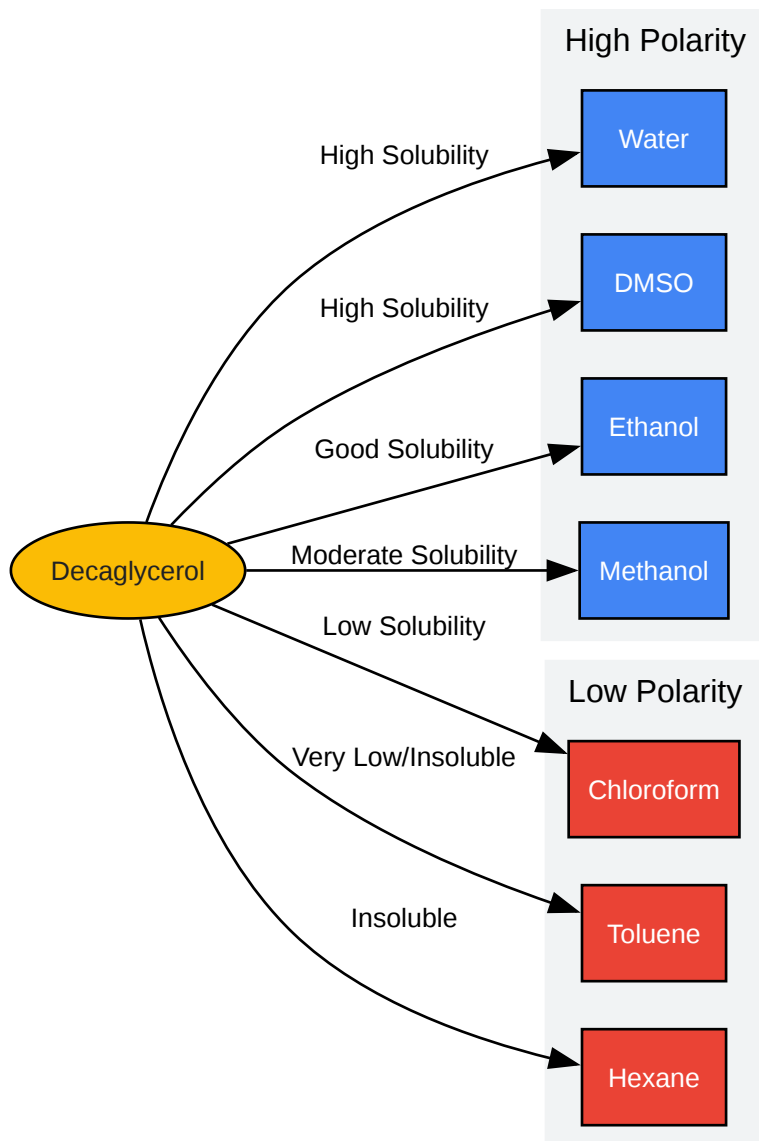 High Polarity
Water
High Solubility
DMSO
High Solubility
Ethanol
Good Solubility
Moderate Solubility
Decaglycerol
Methanol
Low Solubility
Low Polarity
Very Low/Insoluble
Chloroform
Insoluble
Toluene
Hexane